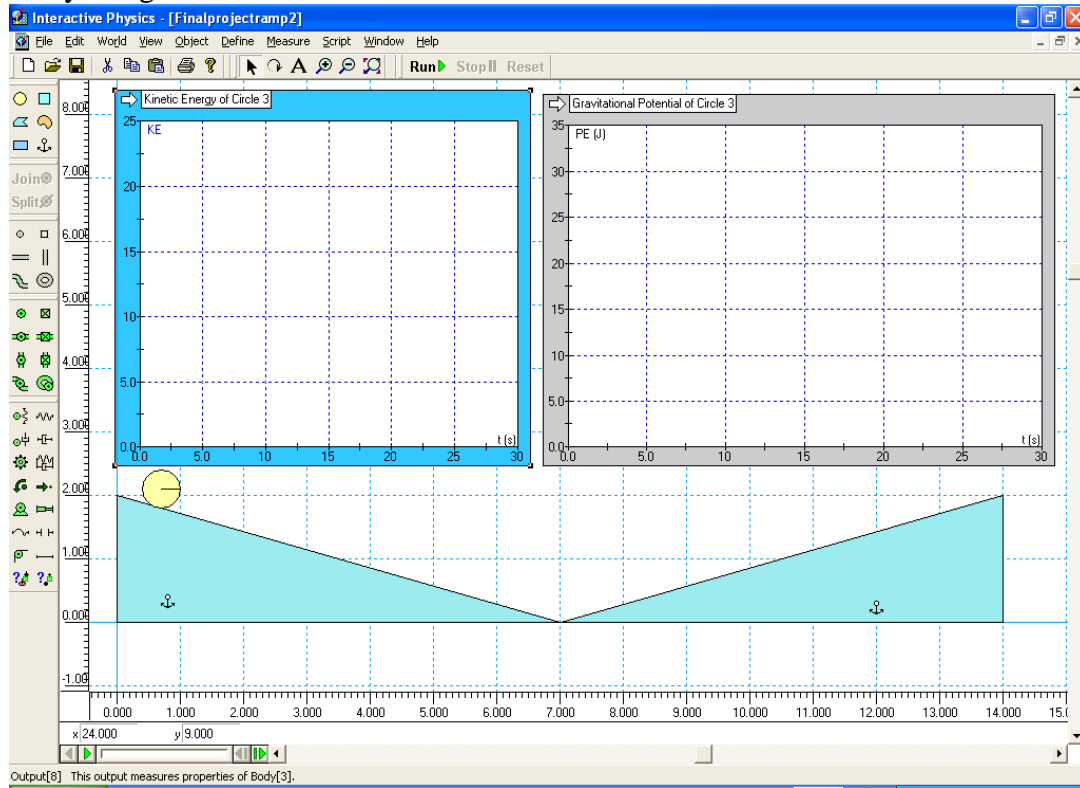 Interactive Physics - [Finalprojectramp2]
File Edit World View Object Define Measure Script Window Help
Run Stop Reset
Join
Split
Kinetic Energy of Circle 3
KE
25
20
15
10
5.0
0.0
0.0 5.0 10 15 20 25 30
t (s)
Gravitational Potential of Circle 3
PE (J)
35
30
25
20
15
10
5.0
0.0
0.0 5.0 10 15 20 25 30
t (s)
8.000
7.000
6.000
5.000
4.000
3.000
2.000
1.000
0.000
-1.00
0.000 1.000 2.000 3.000 4.000 5.000 6.000 7.000 8.000 9.000 10.000 11.000 12.000 13.000 14.000 15.0
x 24.000 y 9.000
Output[8] This output measures properties of Body[3].